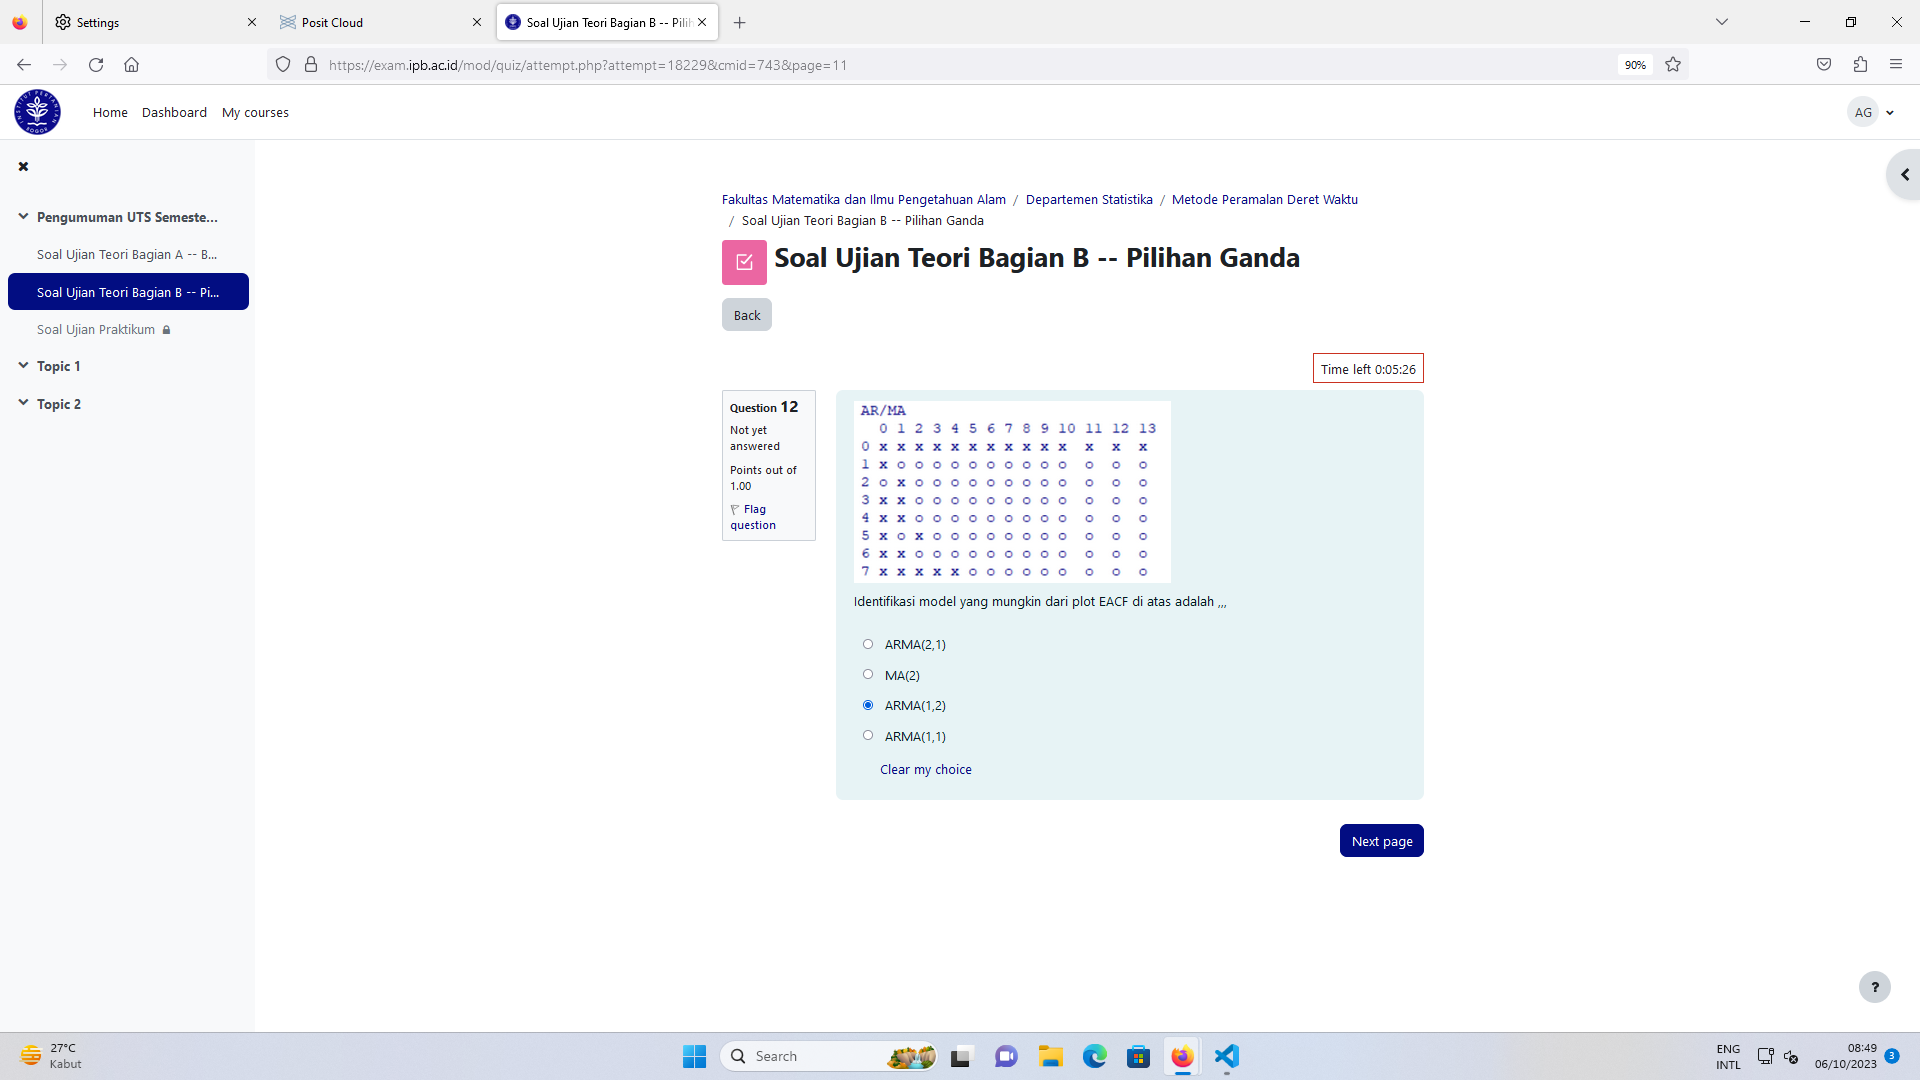 Settings
Posit Cloud
Soal Ujian Teori Bagian B -- Pilih
https://exam.ipb.ac.id/mod/quiz/attempt.php?attempt=18229&cmid=743&page=11
90%
Home Dashboard My courses
AG
Pengumuman UTS Semeste...
Soal Ujian Teori Bagian A -- B...
Soal Ujian Teori Bagian B -- Pi...
Soal Ujian Praktikum
Topic 1
Topic 2
Fakultas Matematika dan Ilmu Pengetahuan Alam / Departemen Statistika / Metode Peramalan Deret Waktu
/ Soal Ujian Teori Bagian B -- Pilihan Ganda
Soal Ujian Teori Bagian B -- Pilihan Ganda
Back
Time left 0:05:26
Question 12
Not yet
answered
Points out of
1.00
Flag
question
AR/MA
0 1 2 3 4 5 6 7 8 9 10 11 12 13
0 x x x x x x x x x x x x x x
1 x o o o o o o o o o o o o o
2 o x o o o o o o o o o o o o
3 x x o o o o o o o o o o o o
4 x x o o o o o o o o o o o o
5 x o x o o o o o o o o o o o
6 x x o o o o o o o o o o o o
7 x x x x x o o o o o o o o o
Identifikasi model yang mungkin dari plot EACF di atas adalah ,,,
ARMA(2,1)
MA(2)
ARMA(1,2)
ARMA(1,1)
Clear my choice
Next page
?
27°C
Kabut
Search
ENG
INTL
08:49
06/10/2023
3